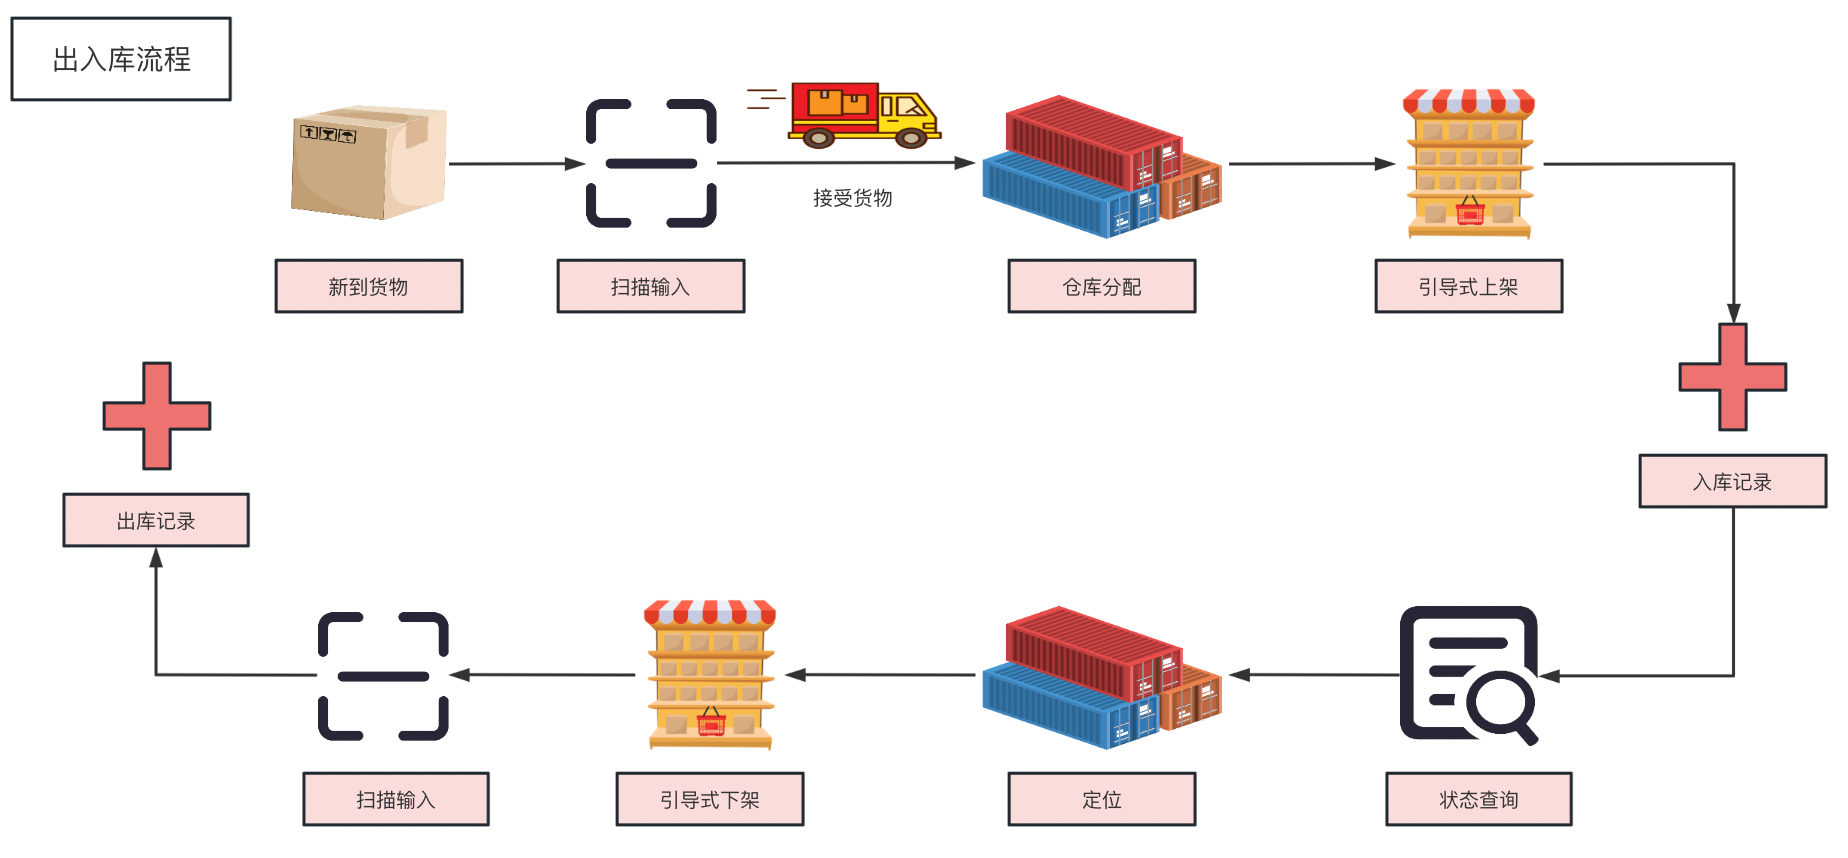 出入库流程
接受货物
新到货物
扫描输入
仓库分配
引导式上架
入库记录
出库记录
扫描输入
引导式下架
定位
状态查询